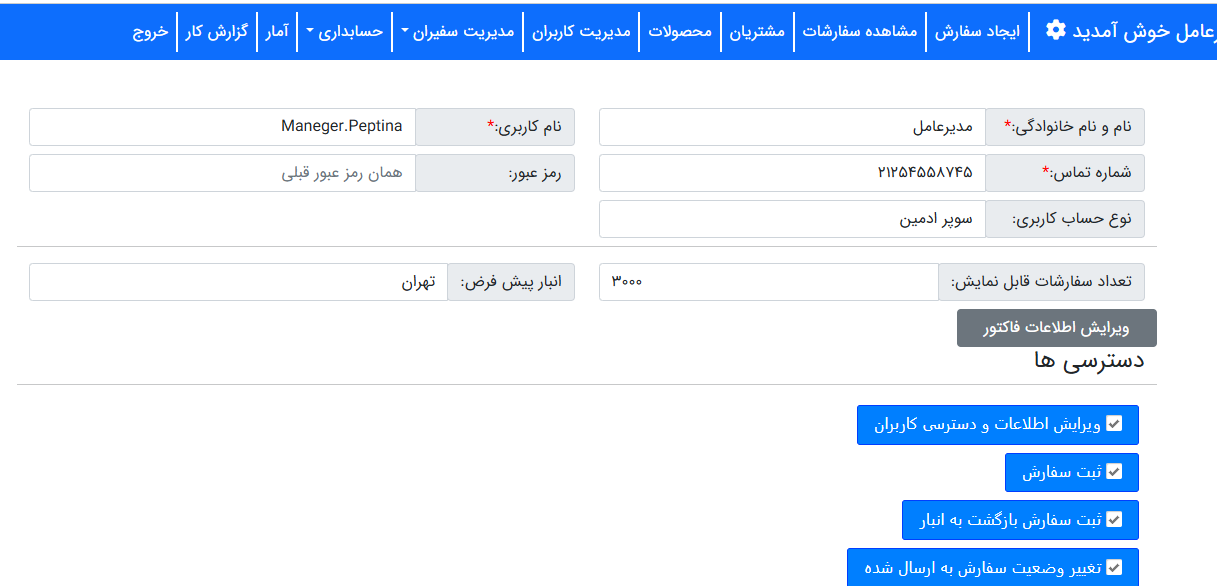 عامل خوش آمدید ایجاد سفارش مشاهده سفارشات مشتریان محصولات مدیریت کاربران مدیریت سفیران حسابداری آمار گزارش کار خروج
نام و نام خانوادگی:* مدیرعامل نام کاربری:* Maneger.Peptina
شماره تماس:* ۲۱۲۵۴۵۵۸۷۴۵ رمز عبور: همان رمز عبور قبلی
نوع حساب کاربری: سوپر ادمین
تعداد سفارشات قابل نمایش: ۳۰۰۰ انبار پیش فرض: تهران
ویرایش اطلاعات فاکتور
دسترسی ها
ویرایش اطلاعات و دسترسی کاربران
ثبت سفارش
ثبت سفارش بازگشت به انبار
تغییر وضعیت سفارش به ارسال شده